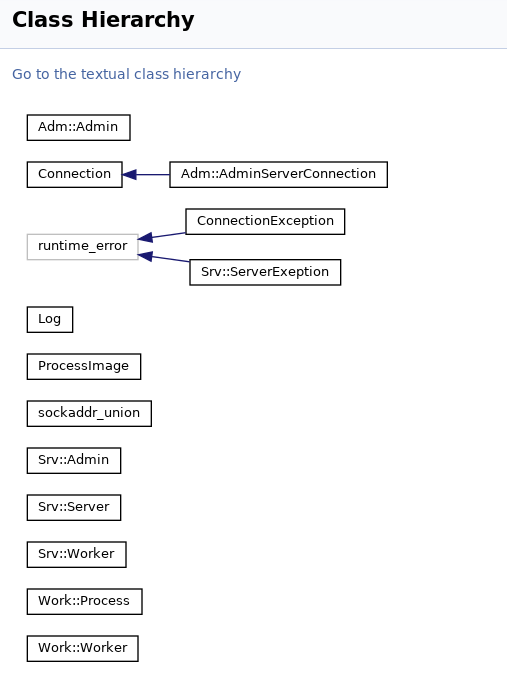 Class Hierarchy
Go to the textual class hierarchy
Adm::Admin
Connection
Adm::AdminServerConnection
ConnectionException
runtime_error
Srv::ServerExeption
Log
ProcessImage
sockaddr_union
Srv::Admin
Srv::Server
Srv::Worker
Work::Process
Work::Worker